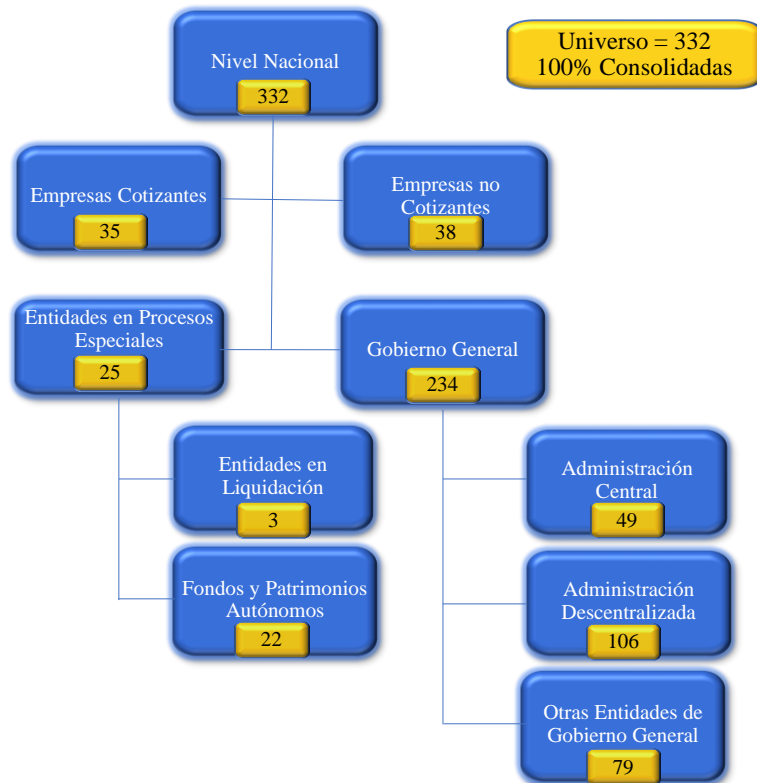 Universo = 332
100% Consolidadas
Nivel Nacional
332
Empresas Cotizantes
35
Empresas no
Cotizantes
38
Entidades en Procesos
Especiales
25
Gobierno General
234
Entidades en
Liquidación
3
Fondos y Patrimonios
Autónomos
22
Administración
Central
49
Administración
Descentralizada
106
Otras Entidades de
Gobierno General
79